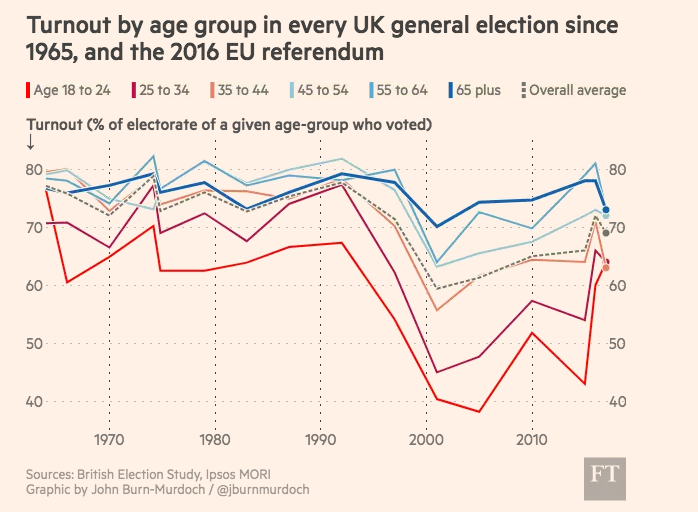 Turnout by age group in every UK general election since
1965, and the 2016 EU referendum
Age 18 to 24 25 to 34 35 to 44 45 to 54 55 to 64 65 plus Overall average
Turnout (% of electorate of a given age-group who voted)
80 80
70 70
60 60
50 50
40 40
1970 1980 1990 2000 2010
Sources: British Election Study, Ipsos MORI
Graphic by John Burn-Murdoch / @jburnmurdoch
FT